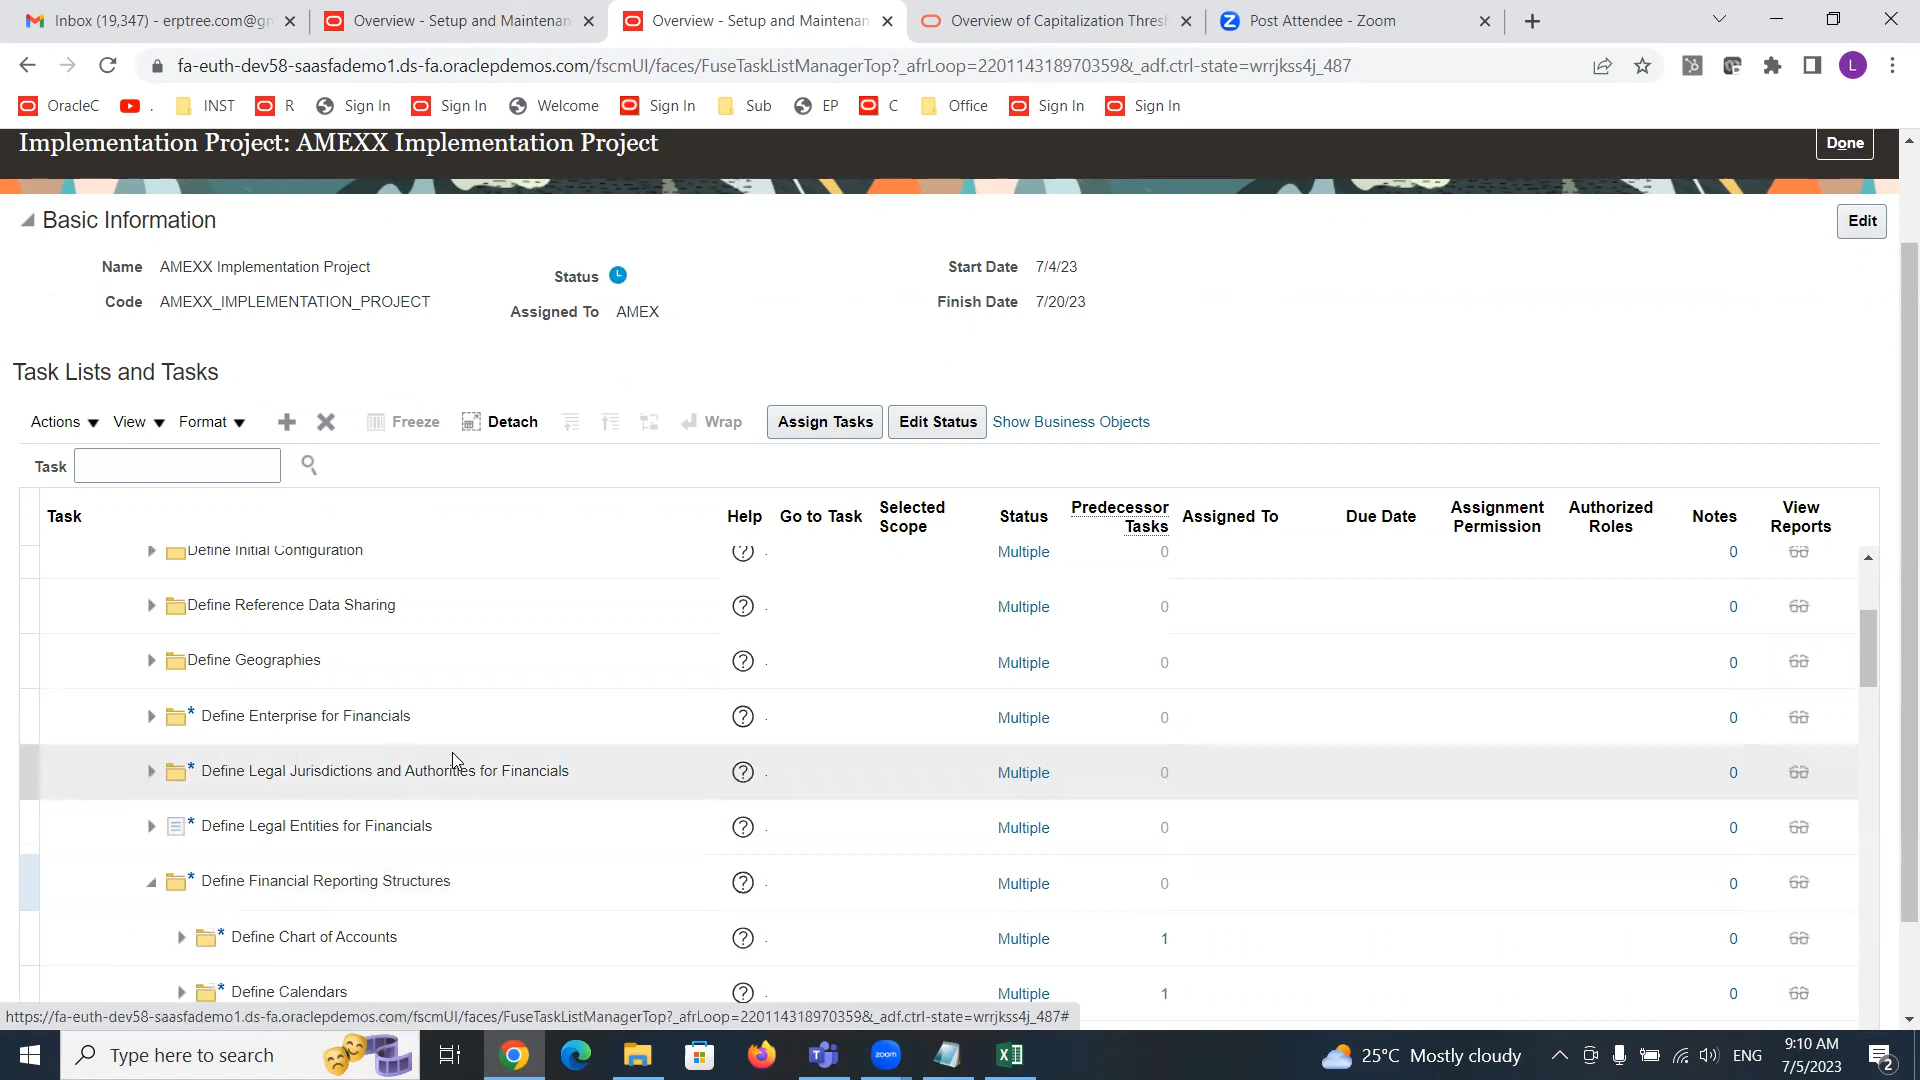 Inbox (19,347) - erptree.com@gm
Overview - Setup and Maintenan
Overview - Setup and Maintenan
Overview of Capitalization Thresh
Post Attendee - Zoom
fa-euth-dev58-saasfademo1.ds-fa.oraclepdemos.com/fscmUI/faces/FuseTaskListManagerTop?_afrLoop=220114318970359&_adf.ctrl-state=wrrjkss4j_487
L
OracleC . INST R Sign In Sign In Welcome Sign In Sub EP C Office Sign In Sign In
Implementation Project: AMEXX Implementation Project
Done
Basic Information
Edit
Name AMEXX Implementation Project
Status
Start Date 7/4/23
Code AMEXX_IMPLEMENTATION_PROJECT
Assigned To AMEX
Finish Date 7/20/23
Task Lists and Tasks
Actions View Format Freeze Detach Wrap Assign Tasks Edit Status Show Business Objects
Task
Task Help Go to Task Selected Scope Status Predecessor Tasks Assigned To Due Date Assignment Permission Authorized Roles Notes View Reports
Define Initial Configuration Multiple 0 0
Define Reference Data Sharing Multiple 0 0
Define Geographies Multiple 0 0
* Define Enterprise for Financials Multiple 0 0
* Define Legal Jurisdictions and Authorities for Financials Multiple 0 0
* Define Legal Entities for Financials Multiple 0 0
* Define Financial Reporting Structures Multiple 0 0
* Define Chart of Accounts Multiple 1 0
* Define Calendars Multiple 1 0
https://fa-euth-dev58-saasfademo1.ds-fa.oraclepdemos.com/fscmUI/faces/FuseTaskListManagerTop?_afrLoop=220114318970359&_adf.ctrl-state=wrrjkss4j_487#
Type here to search
zoom
25°C Mostly cloudy
ENG
9:10 AM
7/5/2023
2